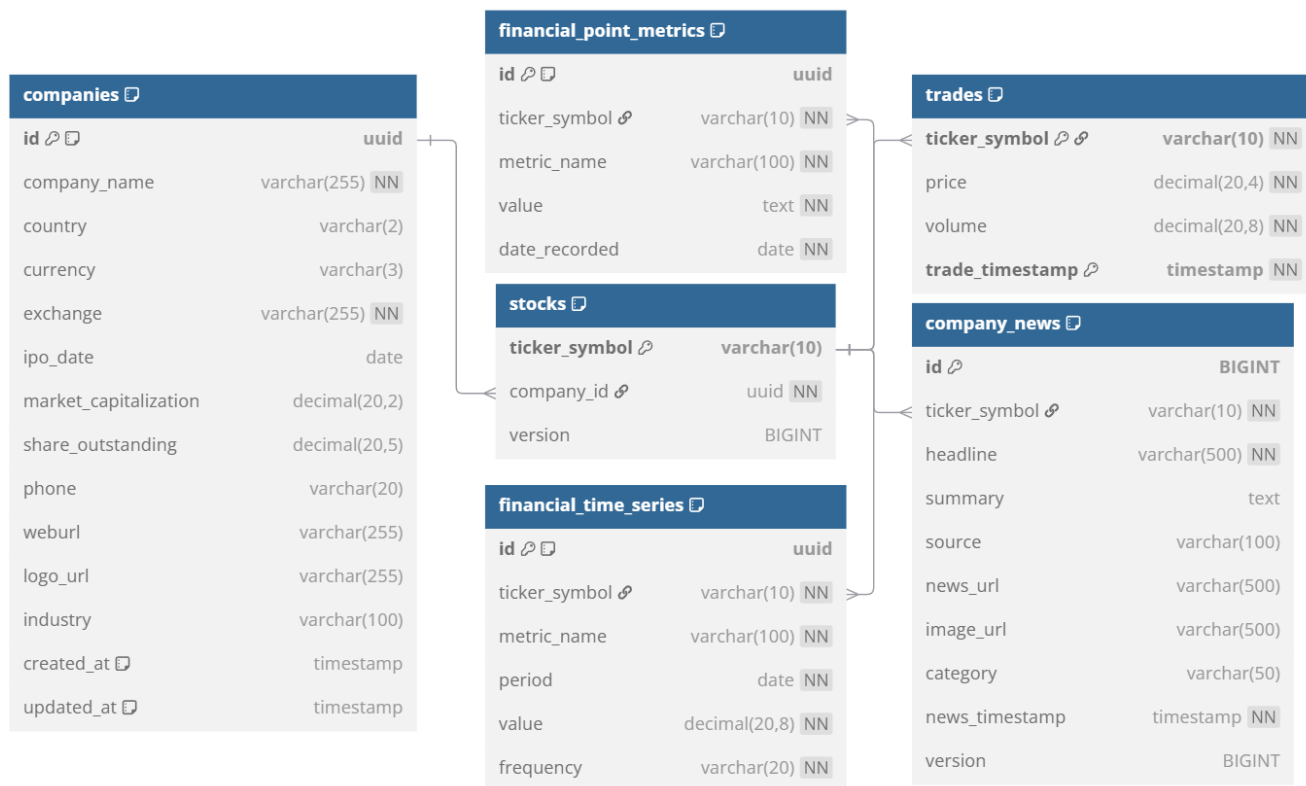 companies
id uuid
company_name varchar(255) NN
country varchar(2)
currency varchar(3)
exchange varchar(255) NN
ipo_date date
market_capitalization decimal(20,2)
share_outstanding decimal(20,5)
phone varchar(20)
weburl varchar(255)
logo_url varchar(255)
industry varchar(100)
created_at timestamp
updated_at timestamp
financial_point_metrics
id uuid
ticker_symbol varchar(10) NN
metric_name varchar(100) NN
value text NN
date_recorded date NN
stocks
ticker_symbol varchar(10)
company_id uuid NN
version BIGINT
financial_time_series
id uuid
ticker_symbol varchar(10) NN
metric_name varchar(100) NN
period date NN
value decimal(20,8) NN
frequency varchar(20) NN
trades
ticker_symbol varchar(10) NN
price decimal(20,4) NN
volume decimal(20,8) NN
trade_timestamp timestamp NN
company_news
id BIGINT
ticker_symbol varchar(10) NN
headline varchar(500) NN
summary text
source varchar(100)
news_url varchar(500)
image_url varchar(500)
category varchar(50)
news_timestamp timestamp NN
version BIGINT